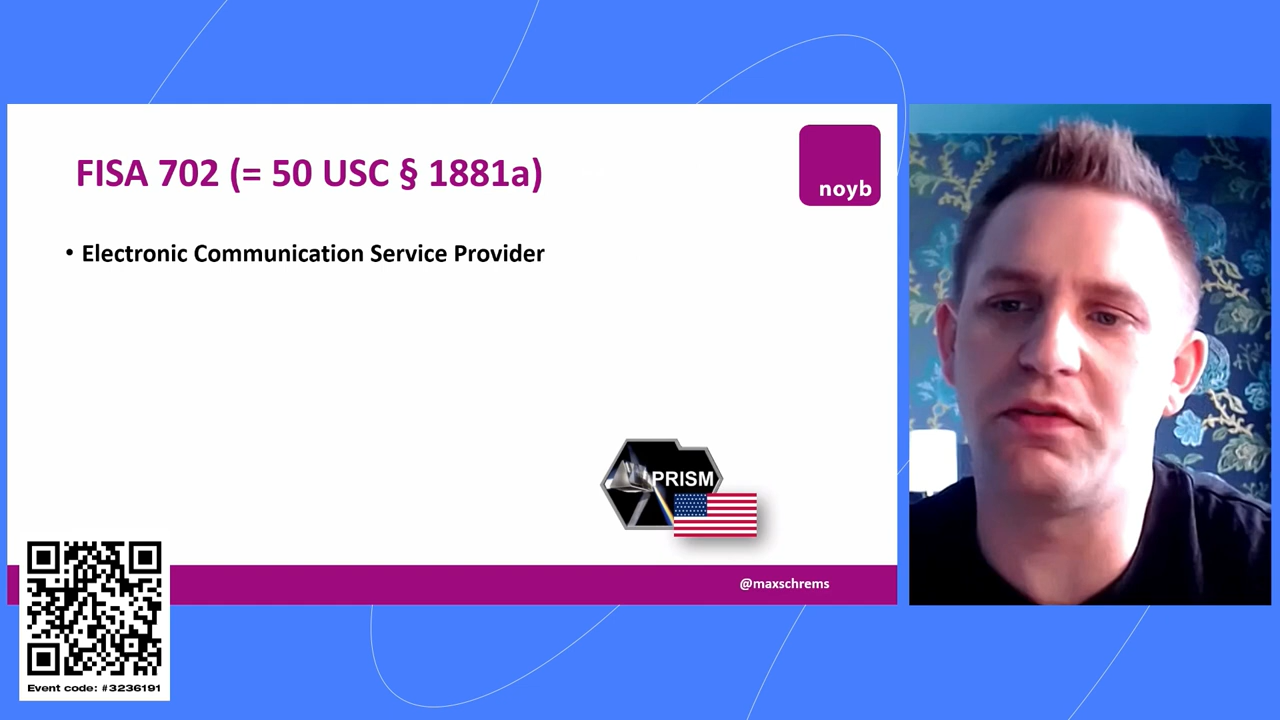 FISA 702 (= 50 USC § 1881a)
noyb
• Electronic Communication Service Provider
PRISM
@maxschrems
Event code: #3236191